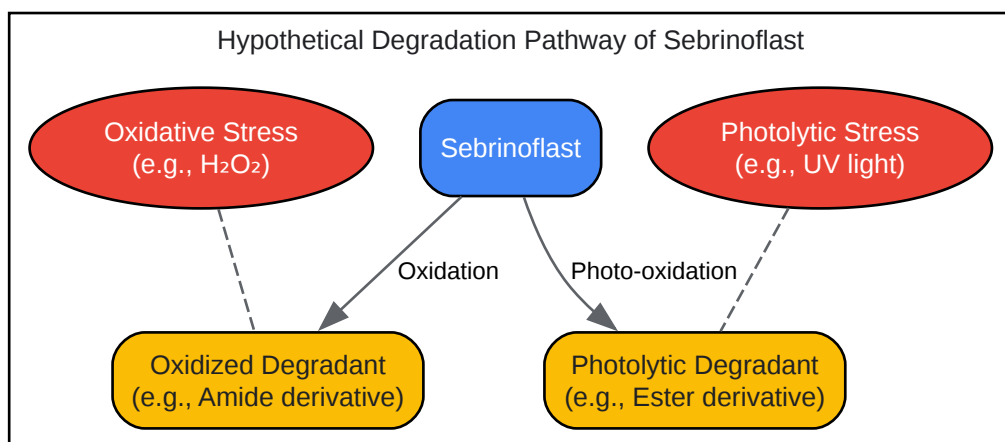 Hypothetical Degradation Pathway of Sebrinoflast
Oxidative Stress
(e.g., H₂O₂)
Sebrinoflast
Photolytic Stress
(e.g., UV light)
Oxidation
Photo-oxidation
Oxidized Degradant
(e.g., Amide derivative)
Photolytic Degradant
(e.g., Ester derivative)